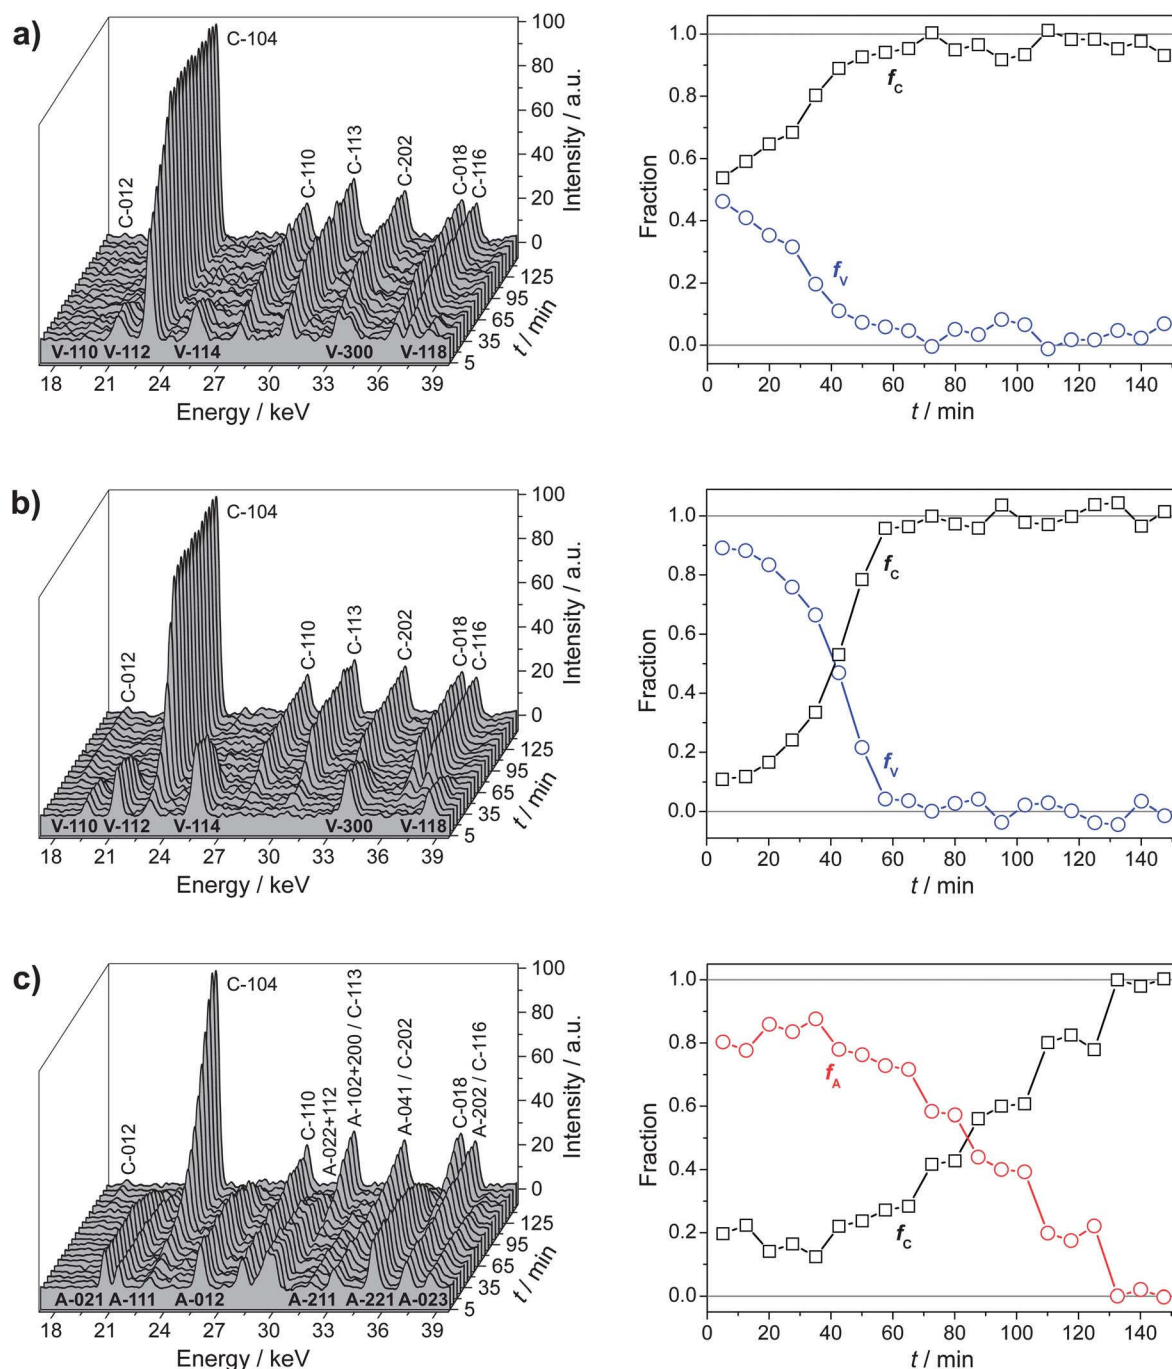 a)
C-104
C-012
C-110
C-113
C-202
C-018
C-116
100
80
60
40
20
0
Intensity / a.u.
125
95
65
35
5
t / min
V-110 V-112 V-114 V-300 V-118
18 21 24 27 30 33 36 39
Energy / keV
1.0
0.8
0.6
0.4
0.2
0.0
Fraction
fC
fV
0 20 40 60 80 100 120 140
t / min
b)
C-104
C-012
C-110
C-113
C-202
C-018
C-116
100
80
60
40
20
0
Intensity / a.u.
125
95
65
35
5
t / min
V-110 V-112 V-114 V-300 V-118
18 21 24 27 30 33 36 39
Energy / keV
1.0
0.8
0.6
0.4
0.2
0.0
Fraction
fC
fV
0 20 40 60 80 100 120 140
t / min
c)
C-104
C-012
C-110
A-022+112
A-102+200 / C-113
A-041 / C-202
C-018
A-202 / C-116
100
80
60
40
20
0
Intensity / a.u.
125
95
65
35
5
t / min
A-021 A-111 A-012 A-211 A-221 A-023
18 21 24 27 30 33 36 39
Energy / keV
1.0
0.8
0.6
0.4
0.2
0.0
Fraction
fA
fC
0 20 40 60 80 100 120 140
t / min